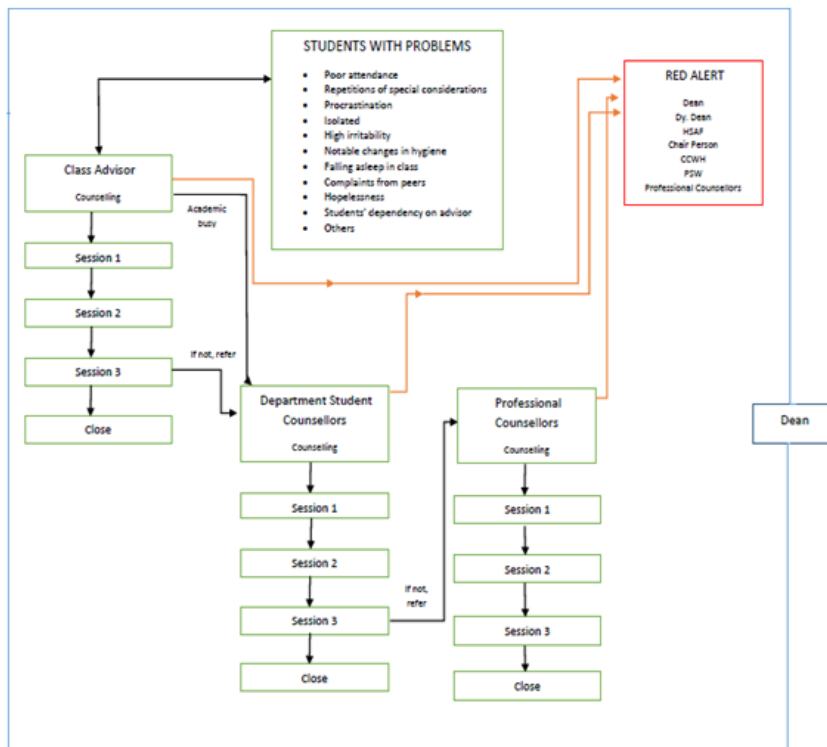 STUDENTS WITH PROBLEMS
Poor attendance
Repetitions of special considerations
Procrastination
Isolated
High irritability
Notable changes in hygiene
Falling asleep in class
Complaints from peers
Hopelessness
Students' dependency on advisor
Others
RED ALERT
Dean
Dy. Dean
HSAF
Chair Person
CCWH
PSW
Professional Counsellors
Class Advisor
Counselling
Academic
busy
Session 1
Session 2
Session 3
If not, refer
Close
Department Student
Counsellors
Counselling
Session 1
Session 2
Session 3
If not,
refer
Close
Professional
Counsellors
Counselling
Session 1
Session 2
Session 3
Close
Dean